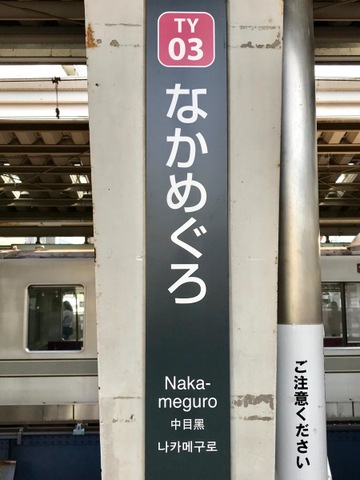 TY
03
なかめぐろ
Naka-
meguro
中目黒
나카메구로
ご注意ください